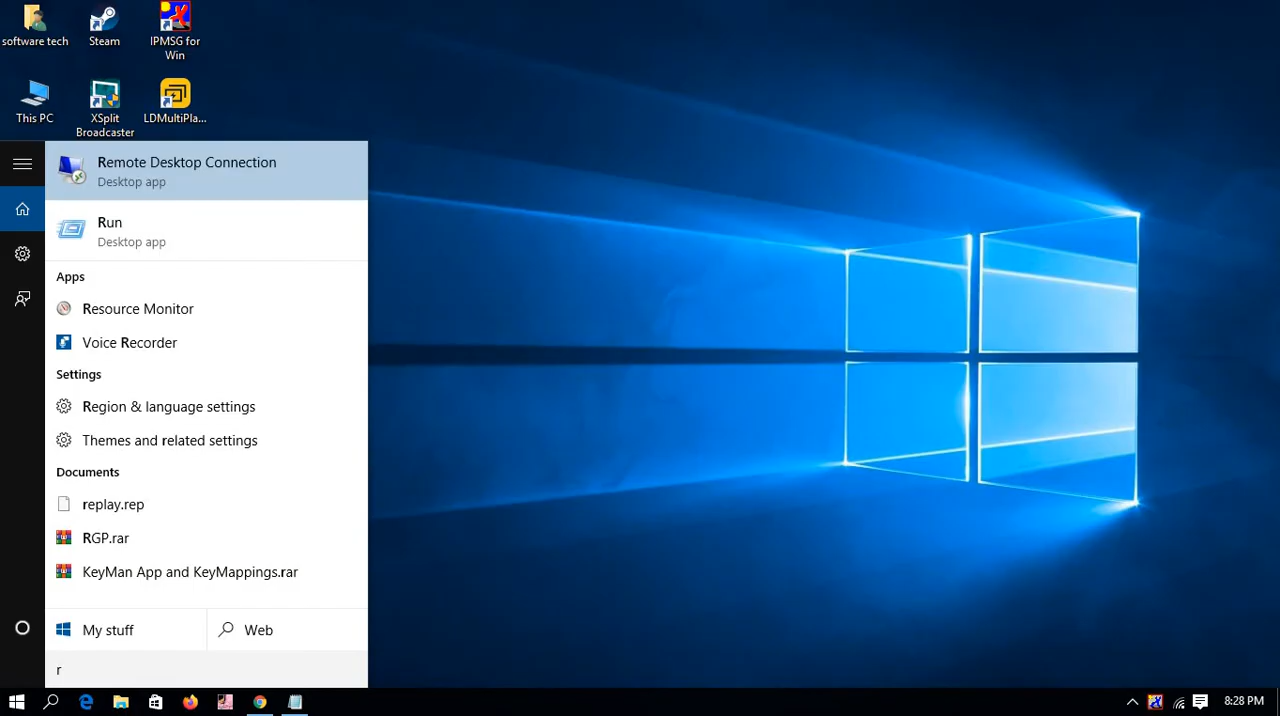 software tech
Steam
IPMSG for
Win
This PC
XSplit
Broadcaster
LDMultiPla...
Remote Desktop Connection
Desktop app
Run
Desktop app
Apps
Resource Monitor
Voice Recorder
Settings
Region & language settings
Themes and related settings
Documents
replay.rep
RGP.rar
KeyMan App and KeyMappings.rar
My stuff
Web
r
8:28 PM